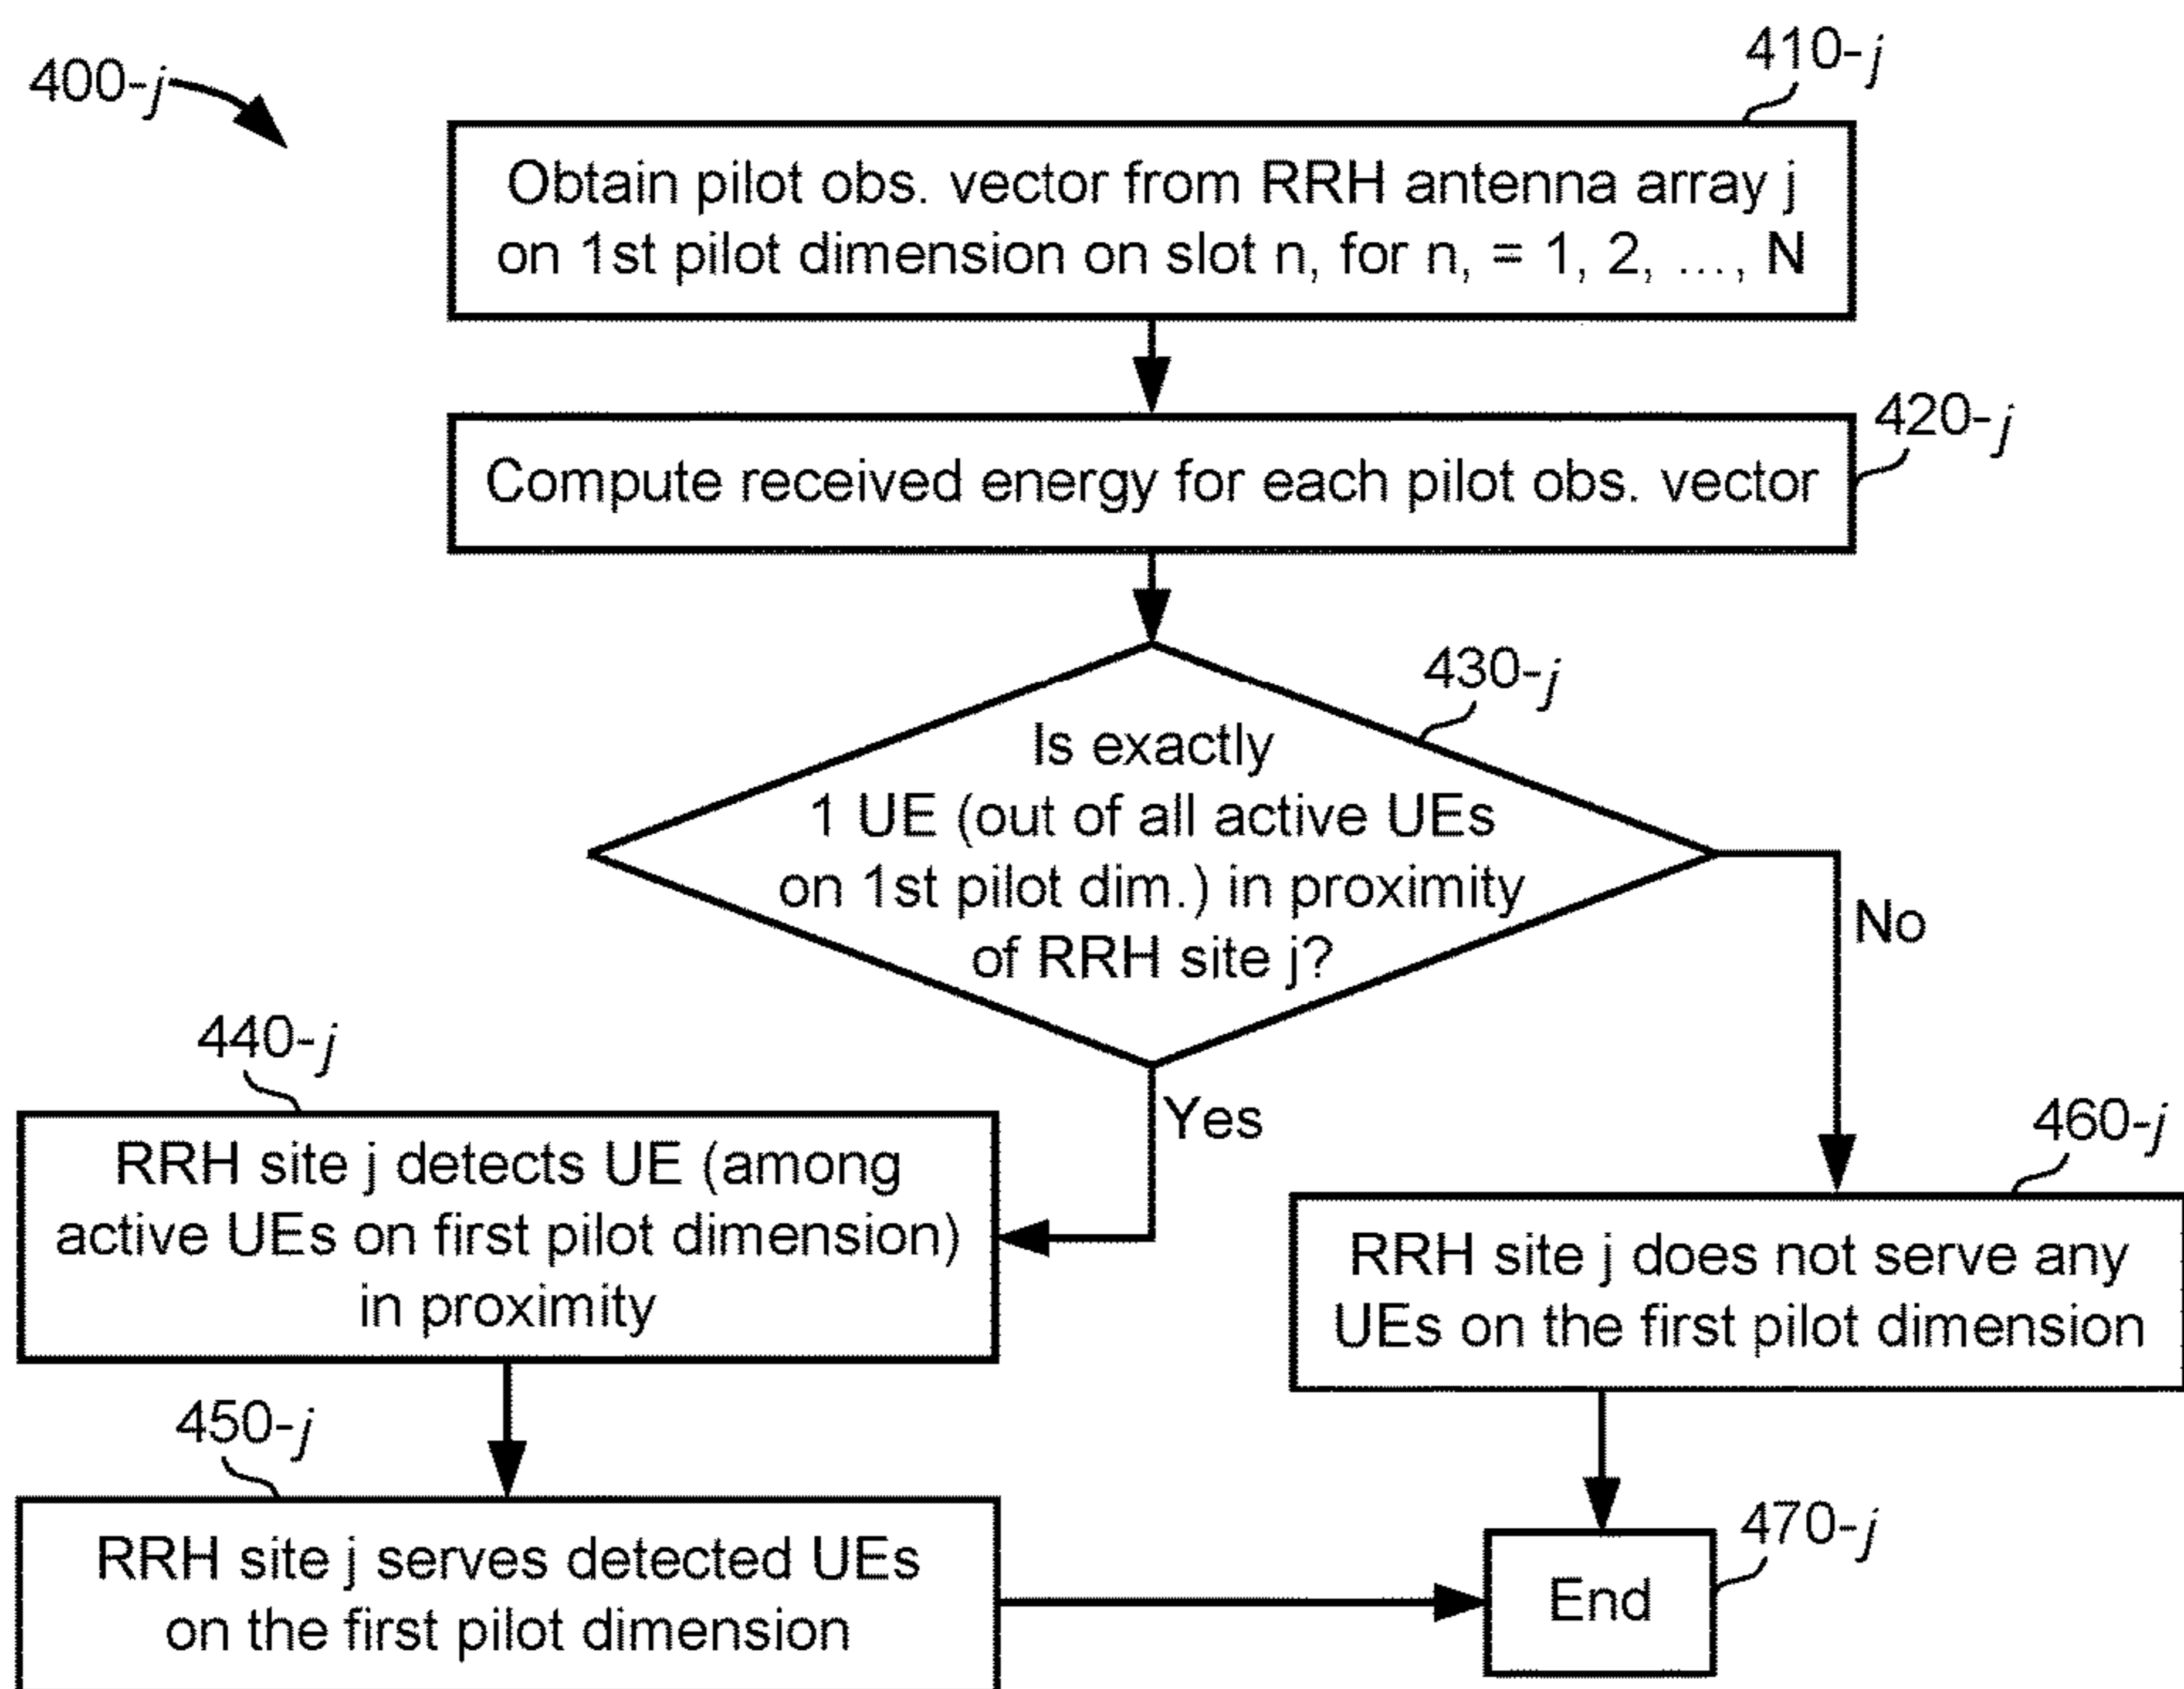 400-j
410-j
Obtain pilot obs. vector from RRH antenna array j
on 1st pilot dimension on slot n, for n, = 1, 2, ..., N
420-j
Compute received energy for each pilot obs. vector
430-j
Is exactly
1 UE (out of all active UEs
on 1st pilot dim.) in proximity
of RRH site j?
No
Yes
440-j
RRH site j detects UE (among
active UEs on first pilot dimension)
in proximity
460-j
RRH site j does not serve any
UEs on the first pilot dimension
450-j
RRH site j serves detected UEs
on the first pilot dimension
470-j
End